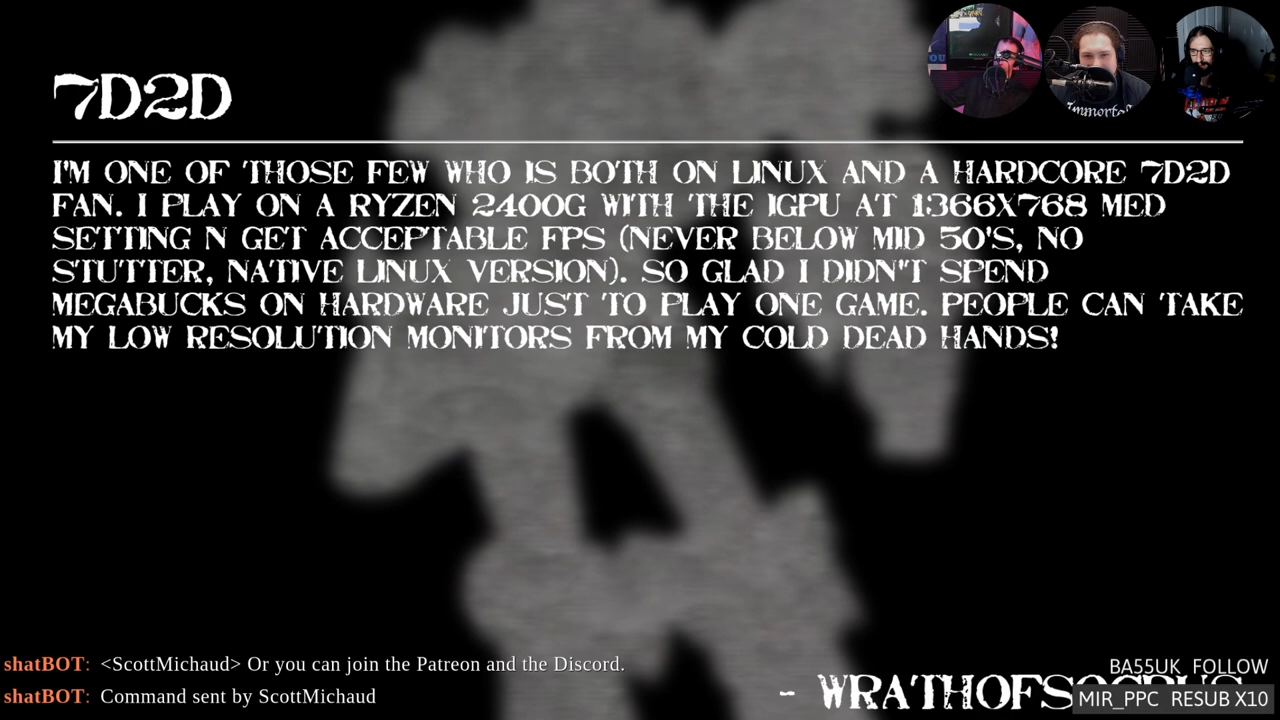 7D2D
I'M ONE OF THOSE FEW WHO IS BOTH ON LINUX AND A HARDCORE 7D2D
FAN. I PLAY ON A RYZEN 2400G WITH THE IGPU AT 1366X768 MED
SETTING N GET ACCEPTABLE FPS (NEVER BELOW MID 50'S, NO
STUTTER, NATIVE LINUX VERSION). SO GLAD I DIDN'T SPEND
MEGABUCKS ON HARDWARE JUST TO PLAY ONE GAME. PEOPLE CAN TAKE
MY LOW RESOLUTION MONITORS FROM MY COLD DEAD HANDS!
shatBOT: <ScottMichaud> Or you can join the Patreon and the Discord.
shatBOT: Command sent by ScottMichaud
BA55UK FOLLOW
MIR_PPC RESUB X10